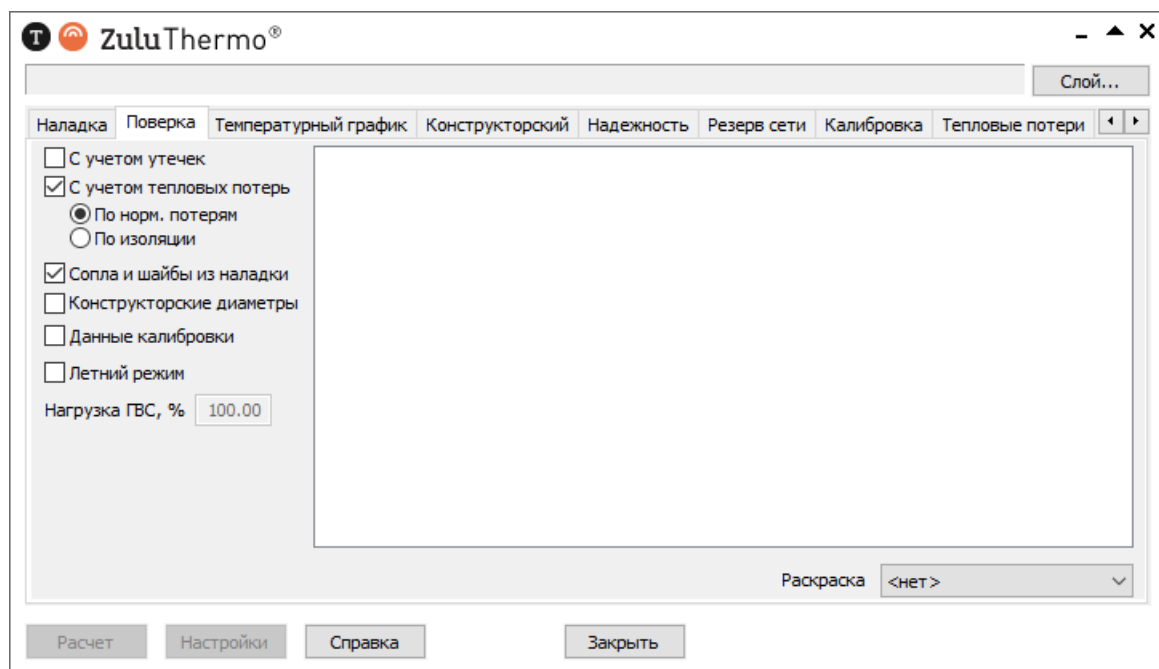 T ZuluThermo®
Слой...
Наладка Поверка Температурный график Конструкторский Надежность Резерв сети Калибровка Тепловые потери
С учетом утечек
С учетом тепловых потерь
По норм. потерям
По изоляции
Сопла и шайбы из наладки
Конструкторские диаметры
Данные калибровки
Летний режим
Нагрузка ГВС, % 100.00
Раскраска <нет>
Расчет Настройки Справка Закрыть